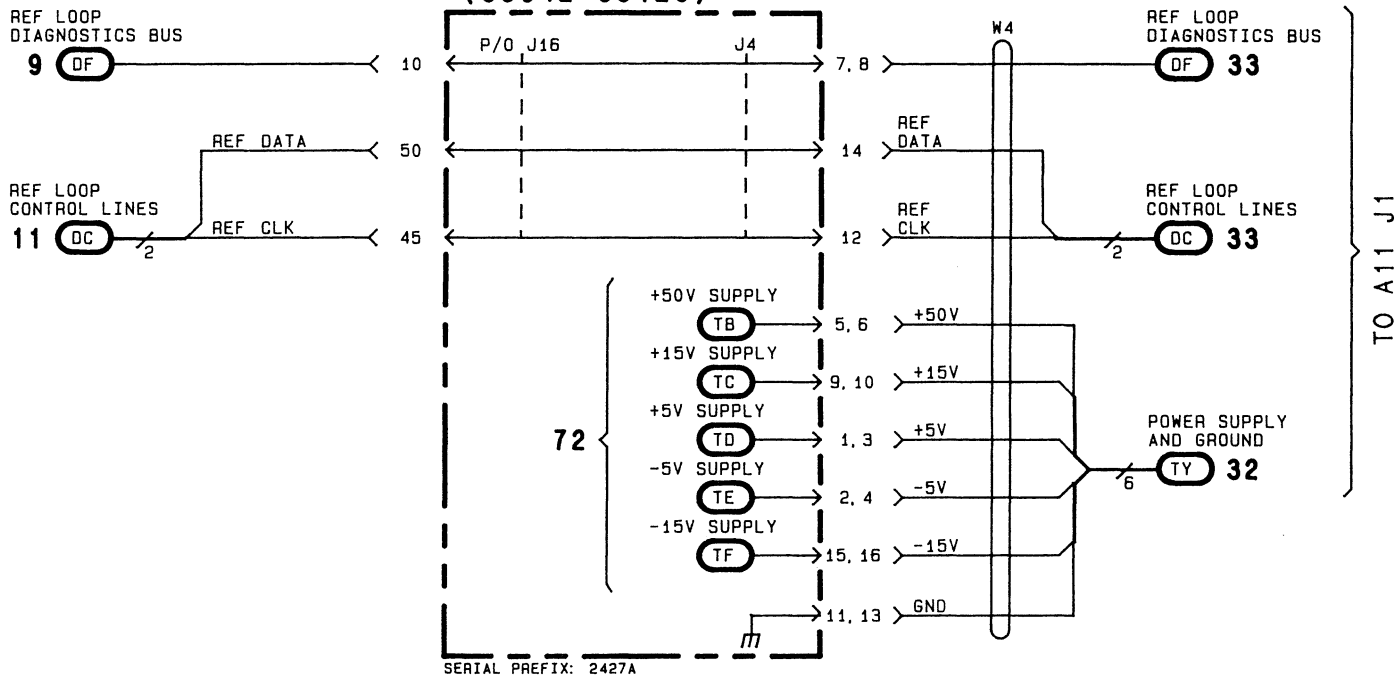 REF LOOP
DIAGNOSTICS BUS
9 DF
10
P/O J16
J4
7, 8
W4
REF LOOP
DIAGNOSTICS BUS
DF 33
REF DATA
50
14
REF
DATA
REF LOOP
CONTROL LINES
11 DC
2
REF CLK
45
12
REF
CLK
REF LOOP
CONTROL LINES
2
DC 33
TO A11 J1
72
+50V SUPPLY
TB
5, 6
+50V
+15V SUPPLY
TC
9, 10
+15V
+5V SUPPLY
TD
1, 3
+5V
-5V SUPPLY
TE
2, 4
-5V
-15V SUPPLY
TF
15, 16
-15V
11, 13
GND
POWER SUPPLY
AND GROUND
6
TY 32
SERIAL PREFIX: 2427A